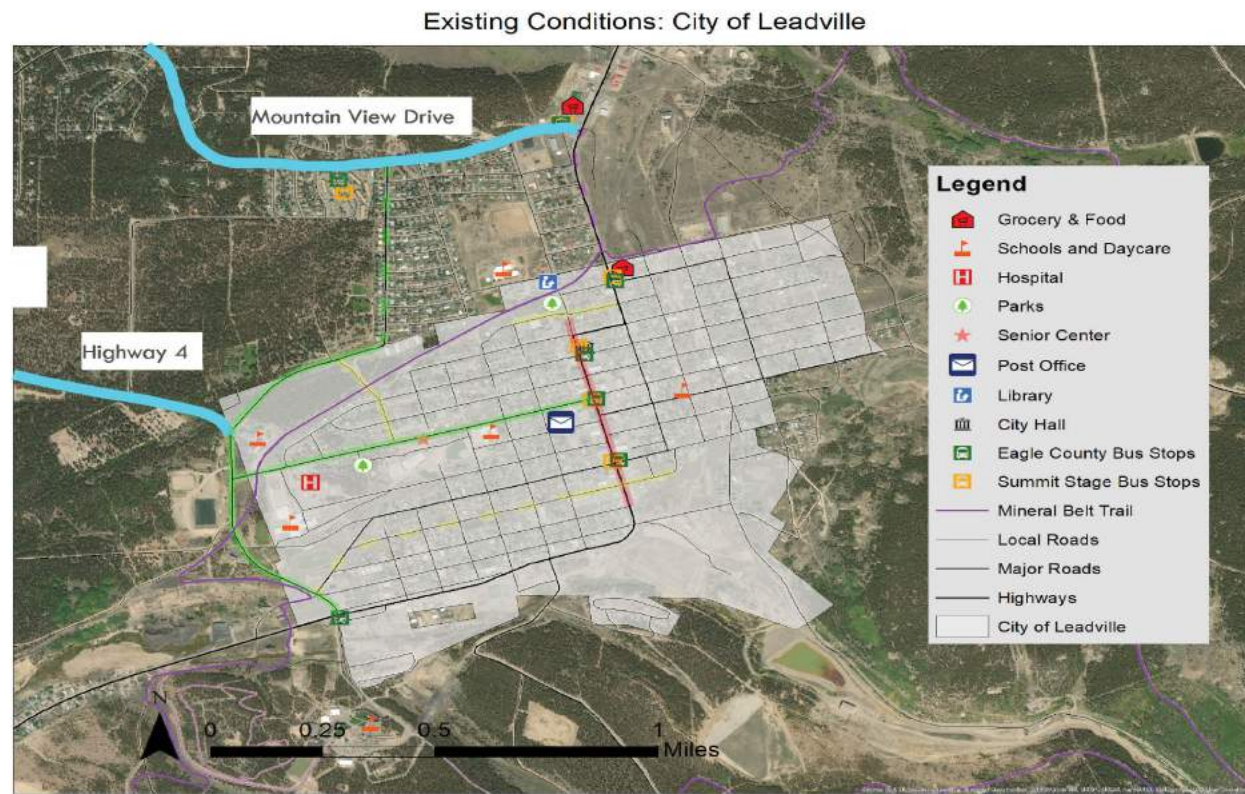 Existing Conditions: City of Leadville
Mountain View Drive
Highway 4
Legend
Grocery & Food
Schools and Daycare
Hospital
Parks
Senior Center
Post Office
Library
City Hall
Eagle County Bus Stops
Summit Stage Bus Stops
Mineral Belt Trail
Local Roads
Major Roads
Highways
City of Leadville
H
H
N
0 0.25 0.5 1
Miles